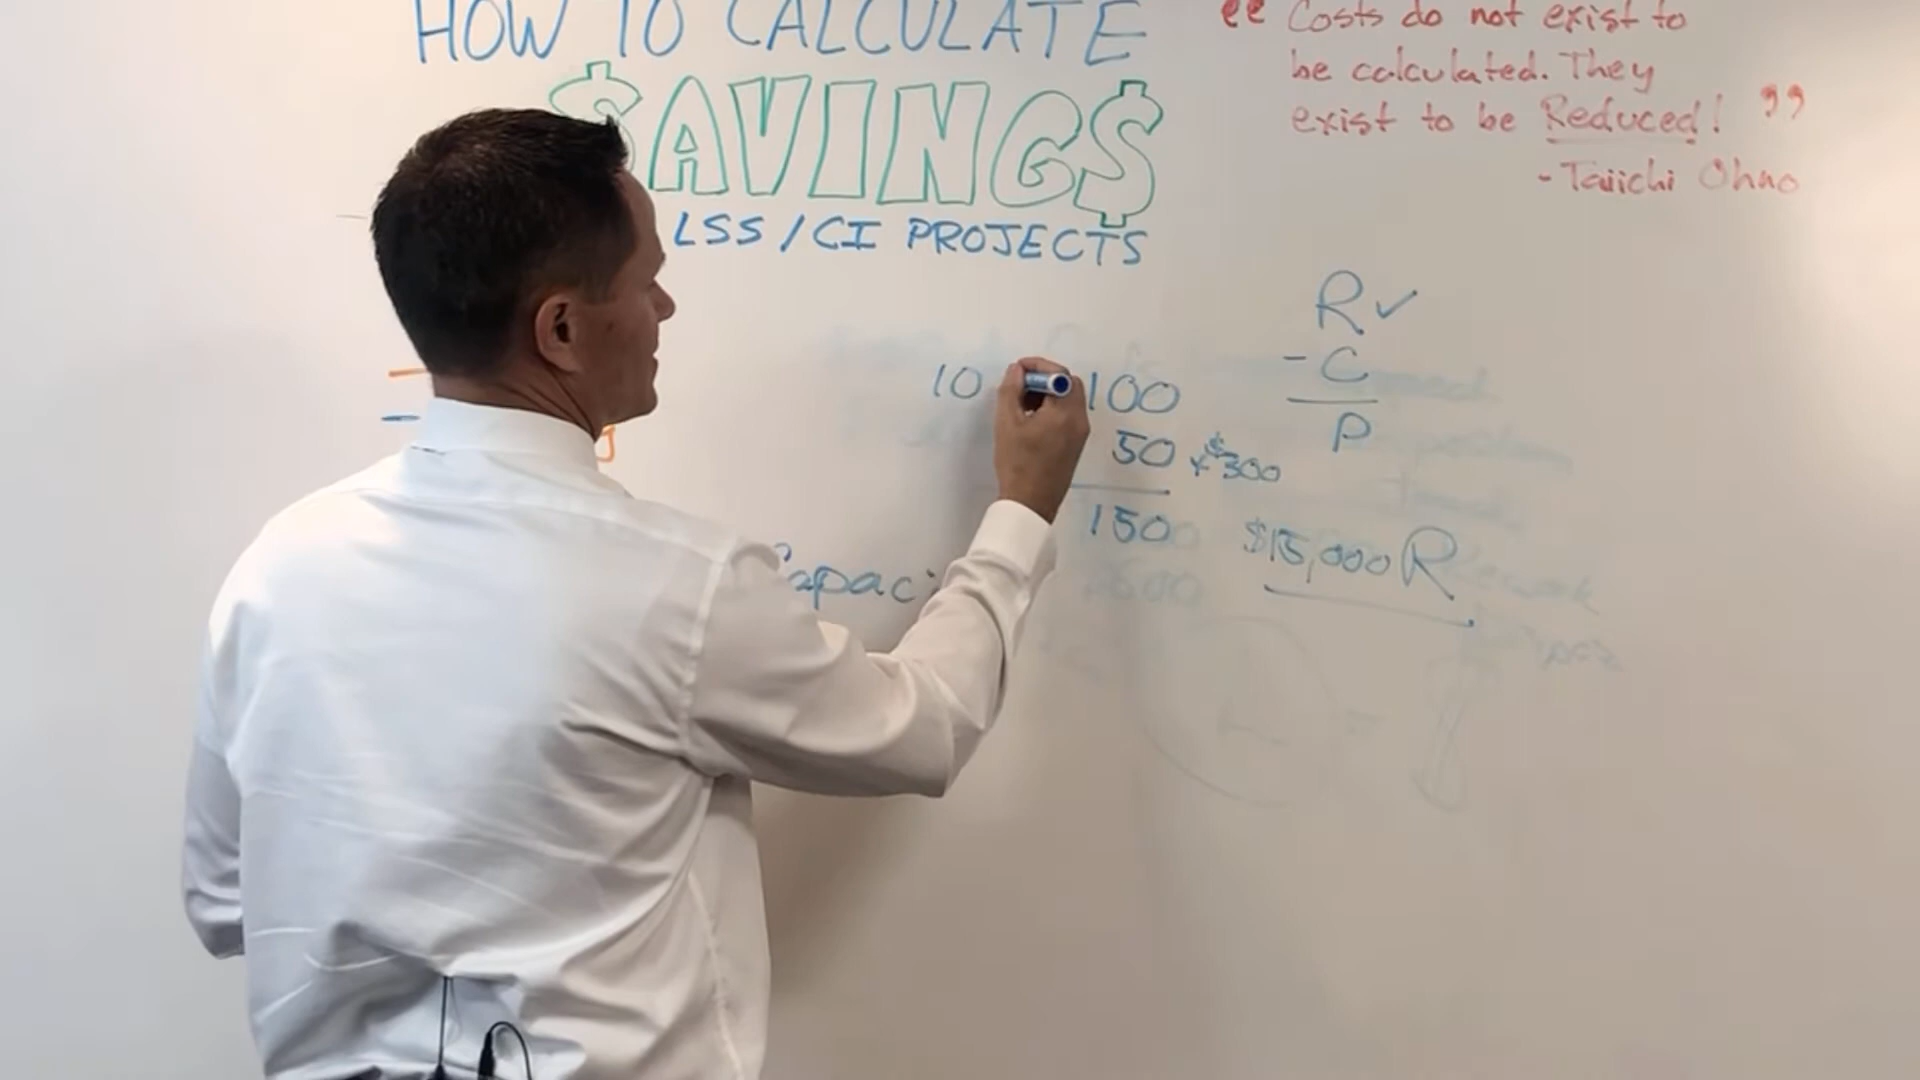 HOW TO CALCULATE
$AVING$
LSS/CI PROJECTS
“ Costs do not exist to
be calculated. They
exist to be Reduced! ”
- Taiichi Ohno
R✓
- C
P
10 100
50 x $300
150
$15,000 R
Capaci